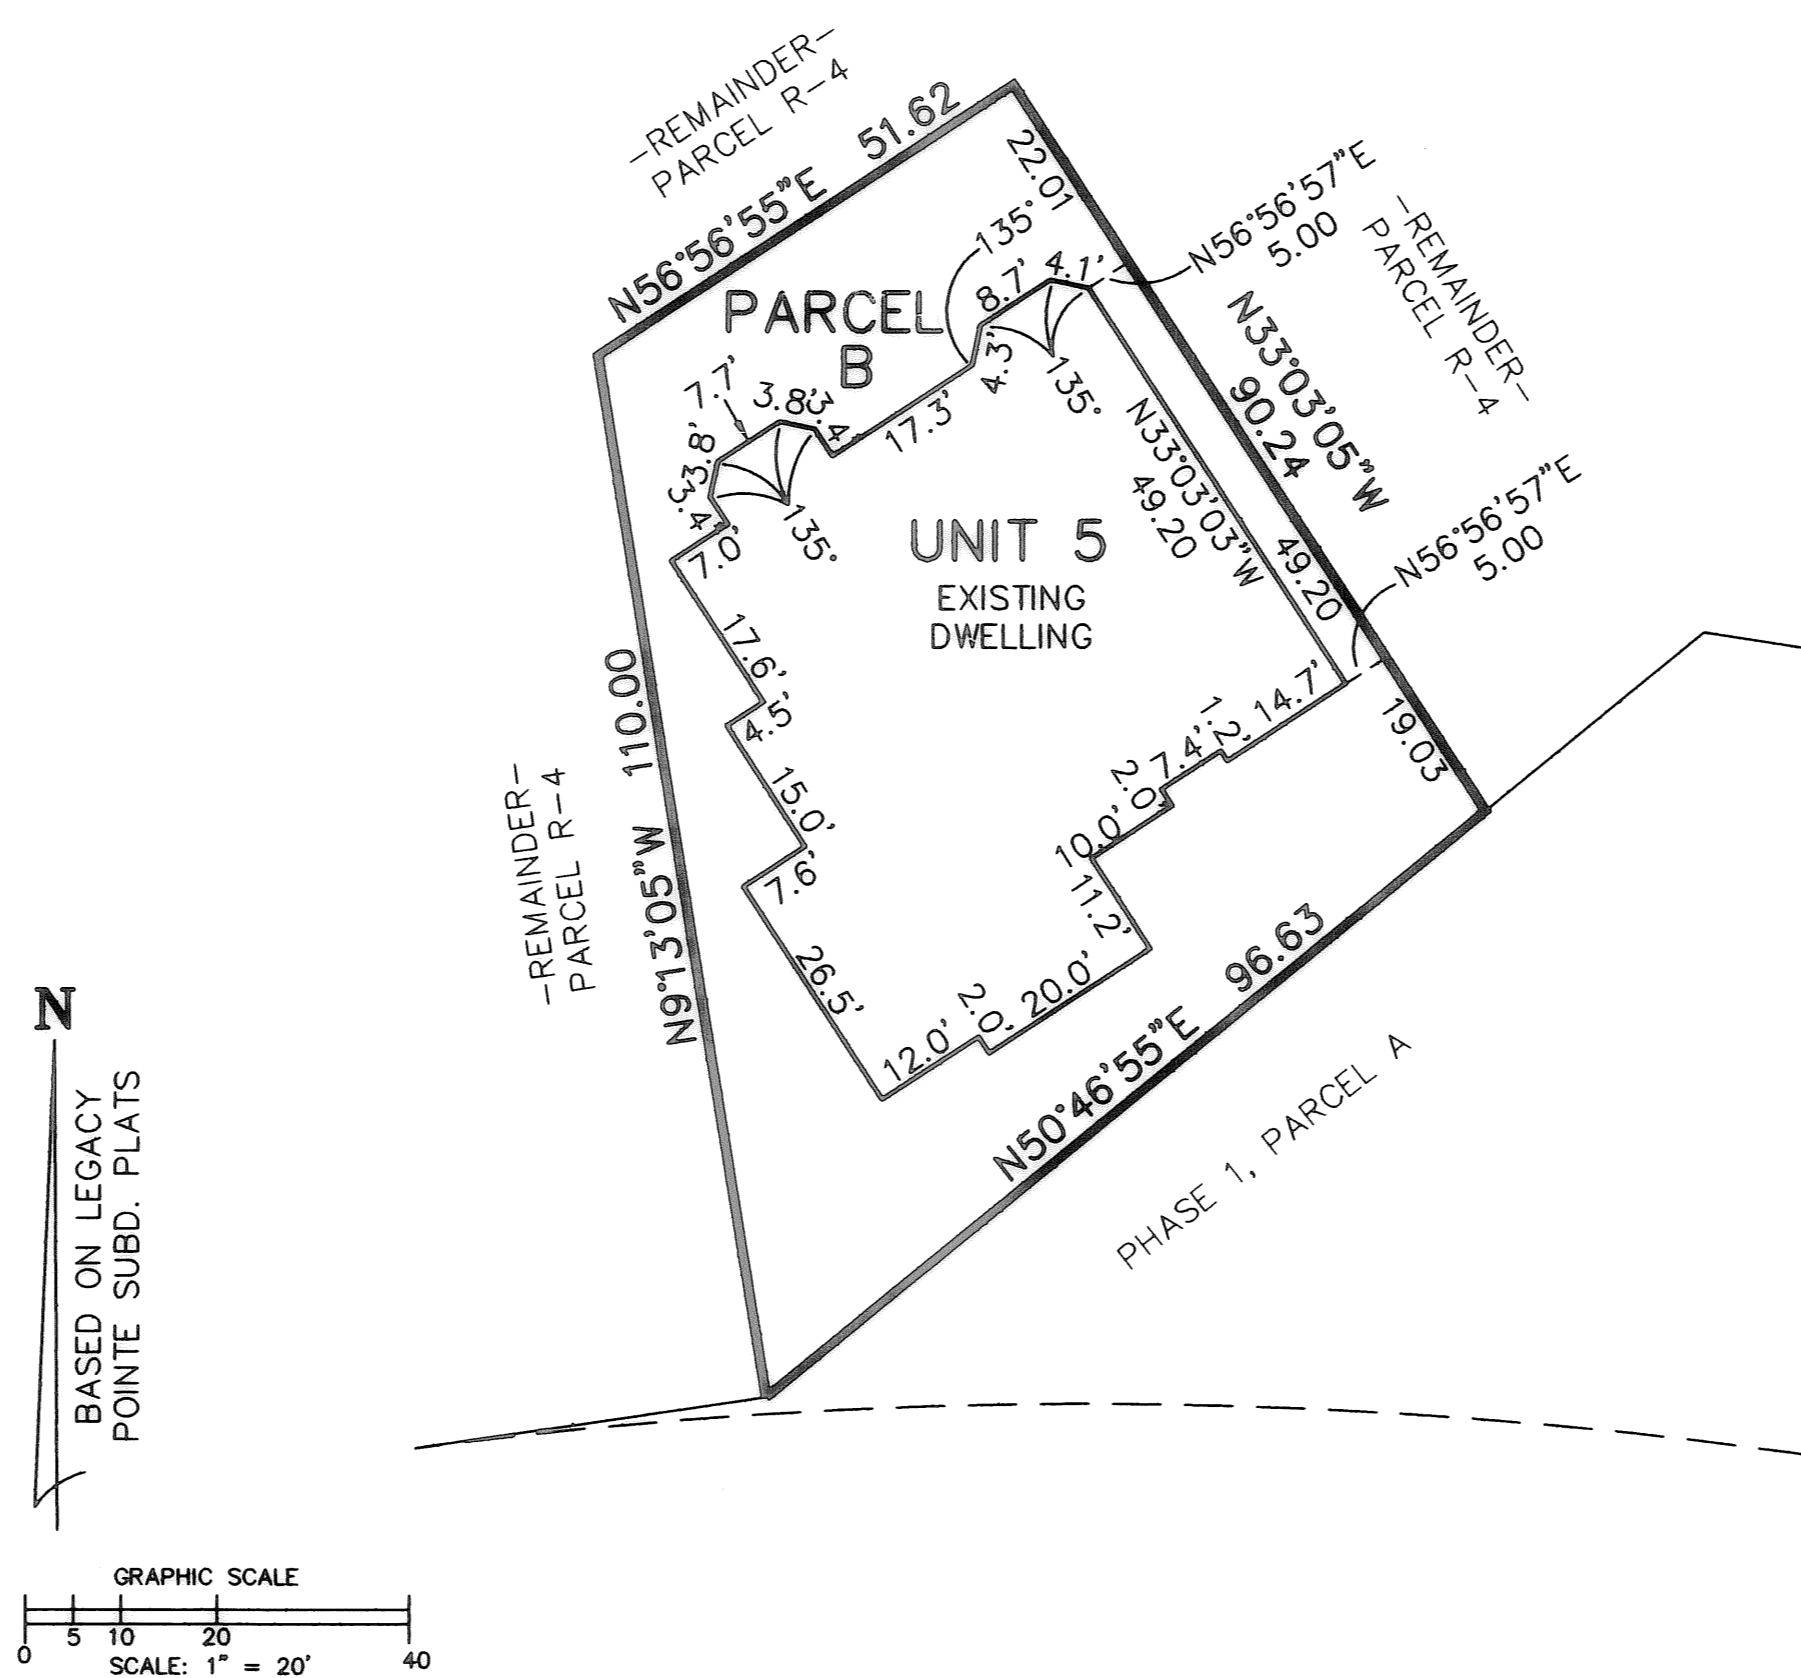 -REMAINDER-
PARCEL R-4
N56°56'55"E 51.62
22.01
N56°56'57"E
5.00
-REMAINDER-
PARCEL R-4
135°
4.1'
8.7'
4.3'
135°
PARCEL
B
7.7'
3.8'
3.4'
17.3'
3.8'
3.4'
7.0'
135°
N33°03'05"W
90.24
N33°03'03"W
49.20
49.20
N56°56'57"E
5.00
UNIT 5
EXISTING
DWELLING
17.6'
4.5'
15.0'
7.6'
26.5'
12.0'
2.0'
20.0'
11.2'
10.0'
2.0'
7.4'
1.2'
14.7'
19.03
N9°13'05"W 110.00
-REMAINDER-
PARCEL R-4
N50°46'55"E 96.63
PHASE 1, PARCEL A
N
BASED ON LEGACY
POINTE SUBD. PLATS
GRAPHIC SCALE
0 5 10 20 40
SCALE: 1" = 20'